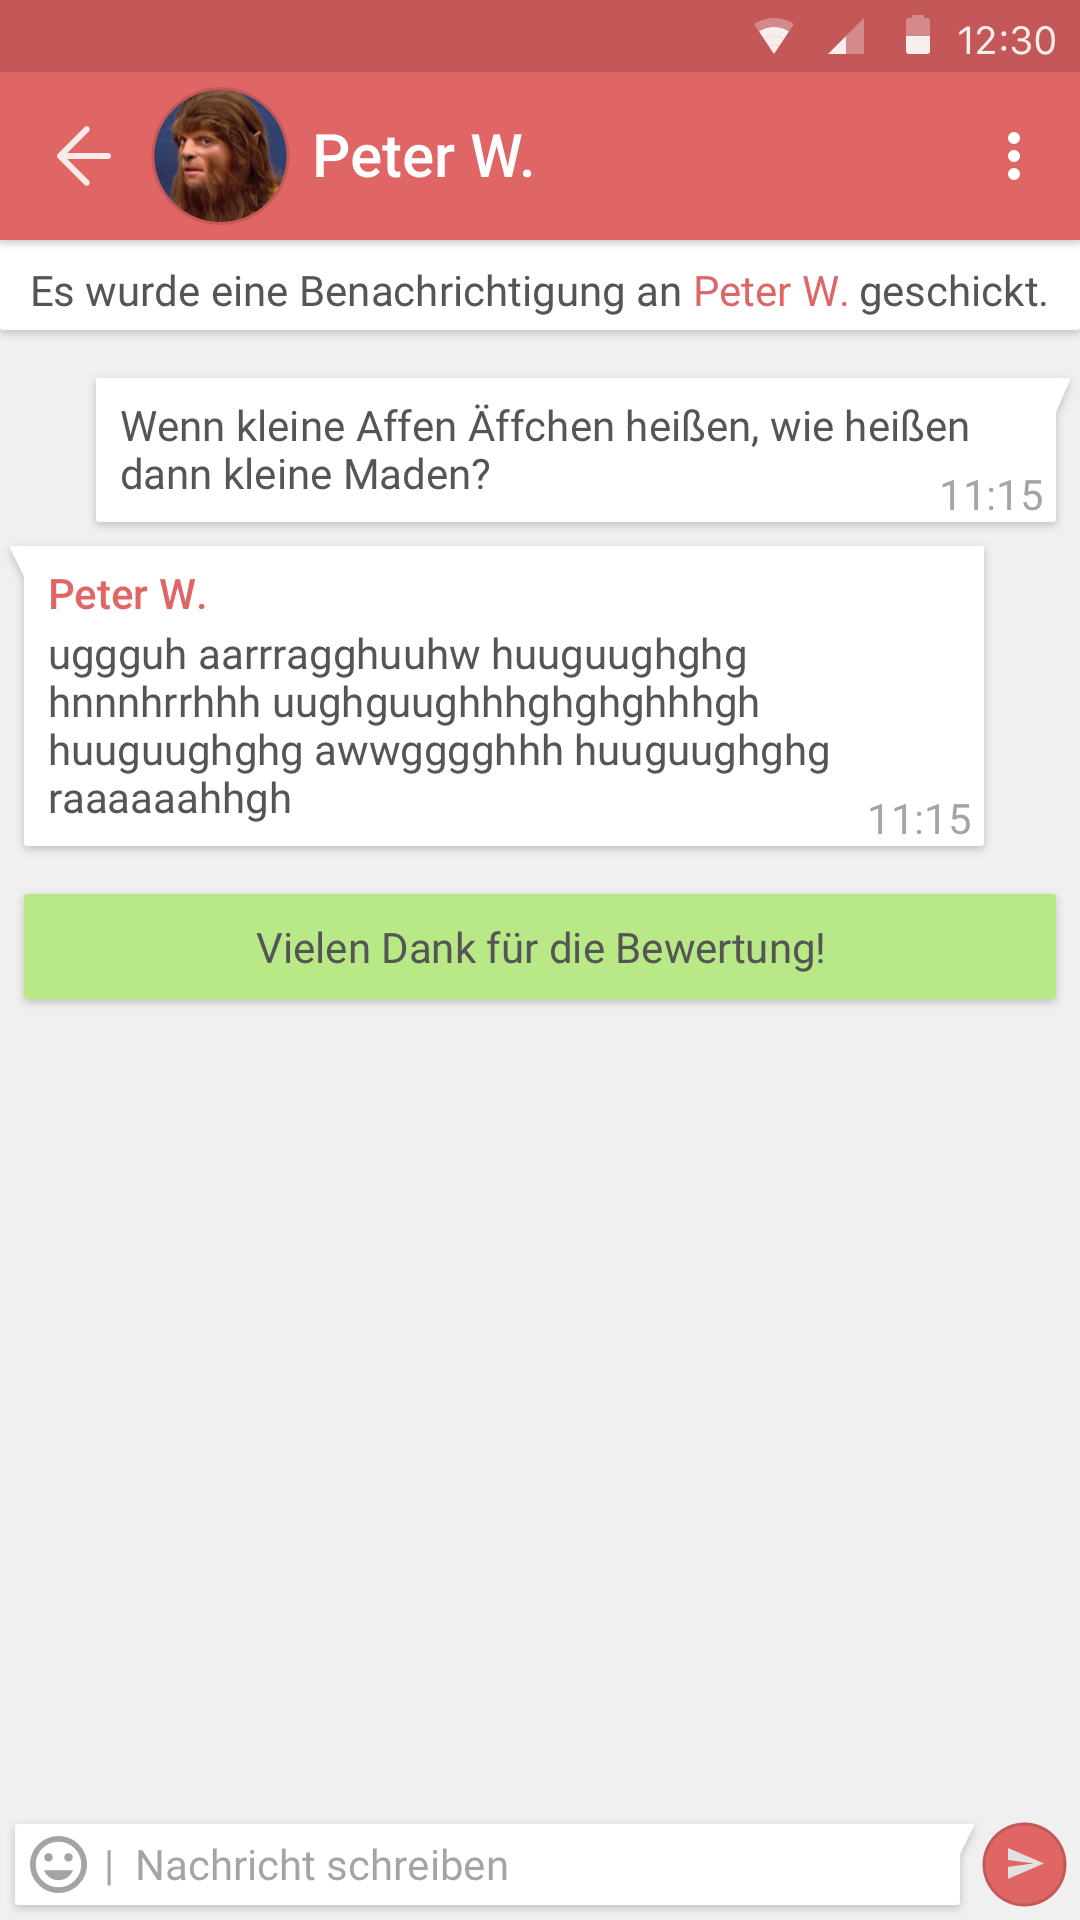 12:30
Peter W.
Es wurde eine Benachrichtigung an Peter W. geschickt.
Wenn kleine Affen Äffchen heißen, wie heißen
dann kleine Maden?
11:15
Peter W.
uggguh aarrragghuuhw huuguughghg
hnnnhrrhhh uughguughhhghghghhhgh
huuguughghg awwgggghhh huuguughghg
raaaaaahhgh
11:15
Vielen Dank für die Bewertung!
| Nachricht schreiben